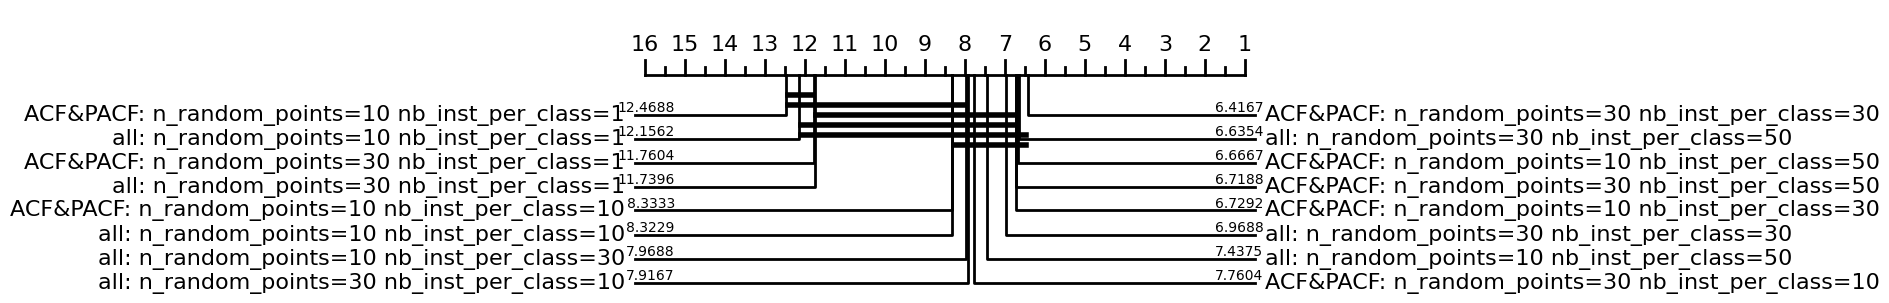 16 15 14 13 12 11 10 9 8 7 6 5 4 3 2 1
ACF&PACF: n_random_points=10 nb_inst_per_class=1 12.4688 6.4167 ACF&PACF: n_random_points=30 nb_inst_per_class=30
all: n_random_points=10 nb_inst_per_class=1 12.1562 6.6354 all: n_random_points=30 nb_inst_per_class=50
ACF&PACF: n_random_points=30 nb_inst_per_class=1 11.7604 6.6667 ACF&PACF: n_random_points=10 nb_inst_per_class=50
all: n_random_points=30 nb_inst_per_class=1 11.7396 6.7188 ACF&PACF: n_random_points=30 nb_inst_per_class=50
ACF&PACF: n_random_points=10 nb_inst_per_class=10 8.3333 6.7292 ACF&PACF: n_random_points=10 nb_inst_per_class=30
all: n_random_points=10 nb_inst_per_class=10 8.3229 6.9688 all: n_random_points=30 nb_inst_per_class=30
all: n_random_points=10 nb_inst_per_class=30 7.9688 7.4375 all: n_random_points=10 nb_inst_per_class=50
all: n_random_points=30 nb_inst_per_class=10 7.9167 7.7604 ACF&PACF: n_random_points=30 nb_inst_per_class=10